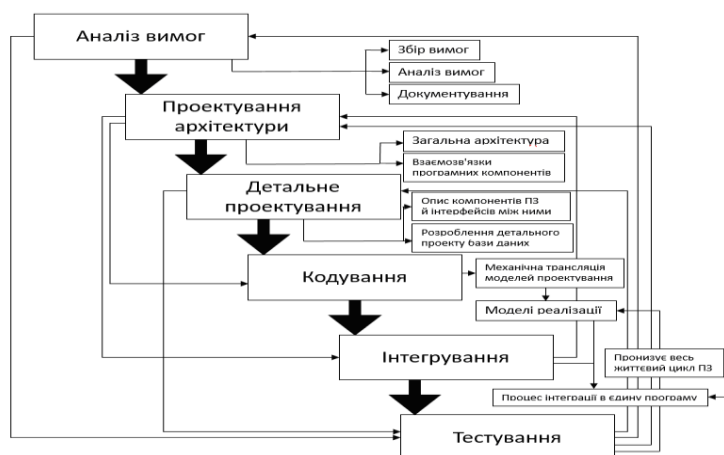 Аналіз вимог
Збір вимог
Аналіз вимог
Документування
Проектування
архітектури
Загальна архітектура
Взаємозв'язки
програмних компонентів
Детальне
проектування
Опис компонентів ПЗ
й інтерфейсів між ними
Розроблення детального
проекту бази даних
Кодування
Механічна трансляція
моделей проектування
Моделі реалізації
Інтегрування
Пронизує весь
життєвий цикл ПЗ
Процес інтеграції в єдину програму
Тестування